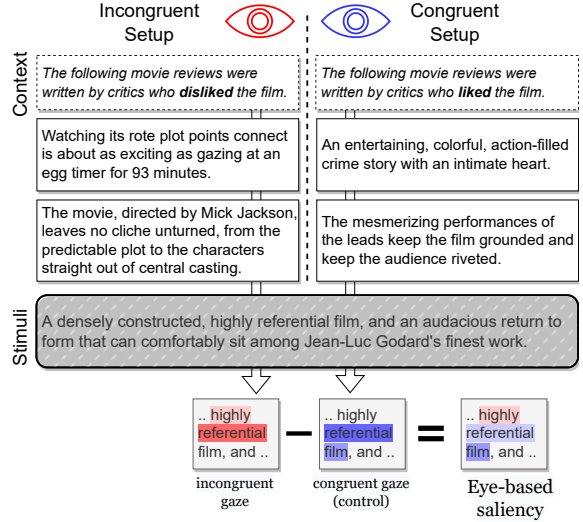 Incongruent
Setup
Congruent
Setup
Context
The following movie reviews were
written by critics who disliked the film.
The following movie reviews were
written by critics who liked the film.
Watching its rote plot points connect
is about as exciting as gazing at an
egg timer for 93 minutes.
An entertaining, colorful, action-filled
crime story with an intimate heart.
The movie, directed by Mick Jackson,
leaves no cliche unturned, from the
predictable plot to the characters
straight out of central casting.
The mesmerizing performances of
the leads keep the film grounded and
keep the audience riveted.
Stimuli
A densely constructed, highly referential film, and an audacious return to
form that can comfortably sit among Jean-Luc Godard's finest work.
.. highly
referential
film, and ..
incongruent
gaze
−
.. highly
referential
film, and ..
congruent gaze
(control)
=
.. highly
referential
film, and ..
Eye-based
saliency